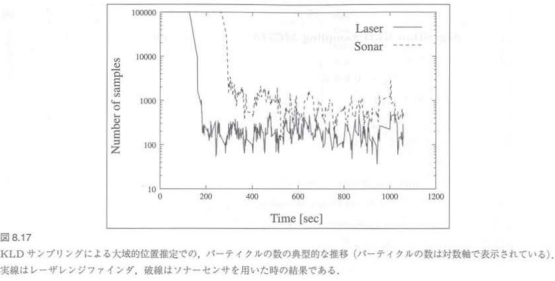 100000
10000
1000
100
10
Number of samples
Laser
Sonar
0 200 400 600 800 1000 1200
Time [sec]
図 8.17
KLD サンプリングによる大域的位置推定での，パーティクルの数の典型的な推移（パーティクルの数は対数軸で表示されている）．
実線はレーザレンジファインダ，破線はソナーセンサを用いた時の結果である．